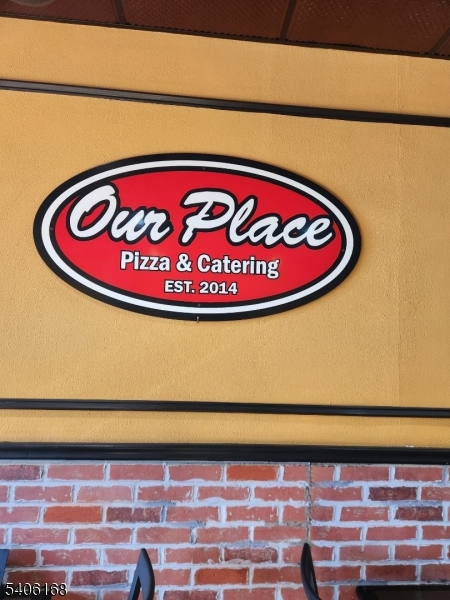 Our Place
Pizza & Catering
EST. 2014
5406168